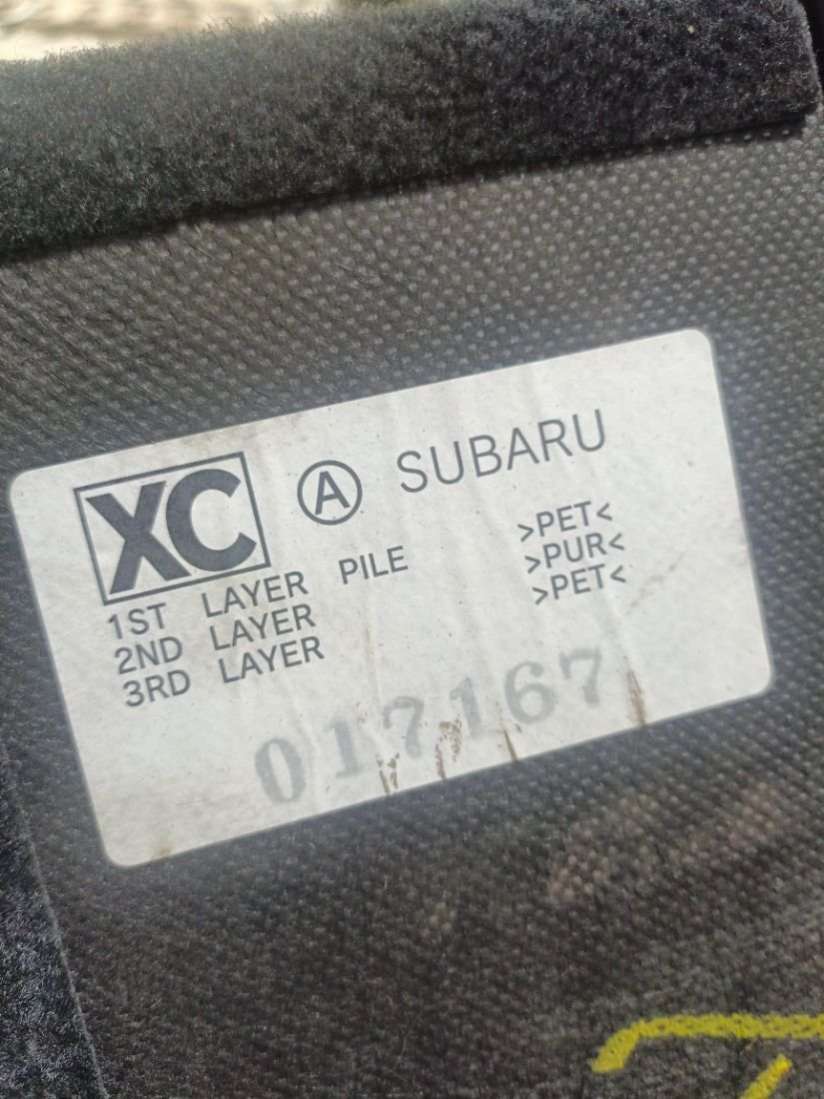 XC Ⓐ SUBARU
1ST LAYER PILE >PET<
2ND LAYER >PUR<
3RD LAYER >PET<
017167